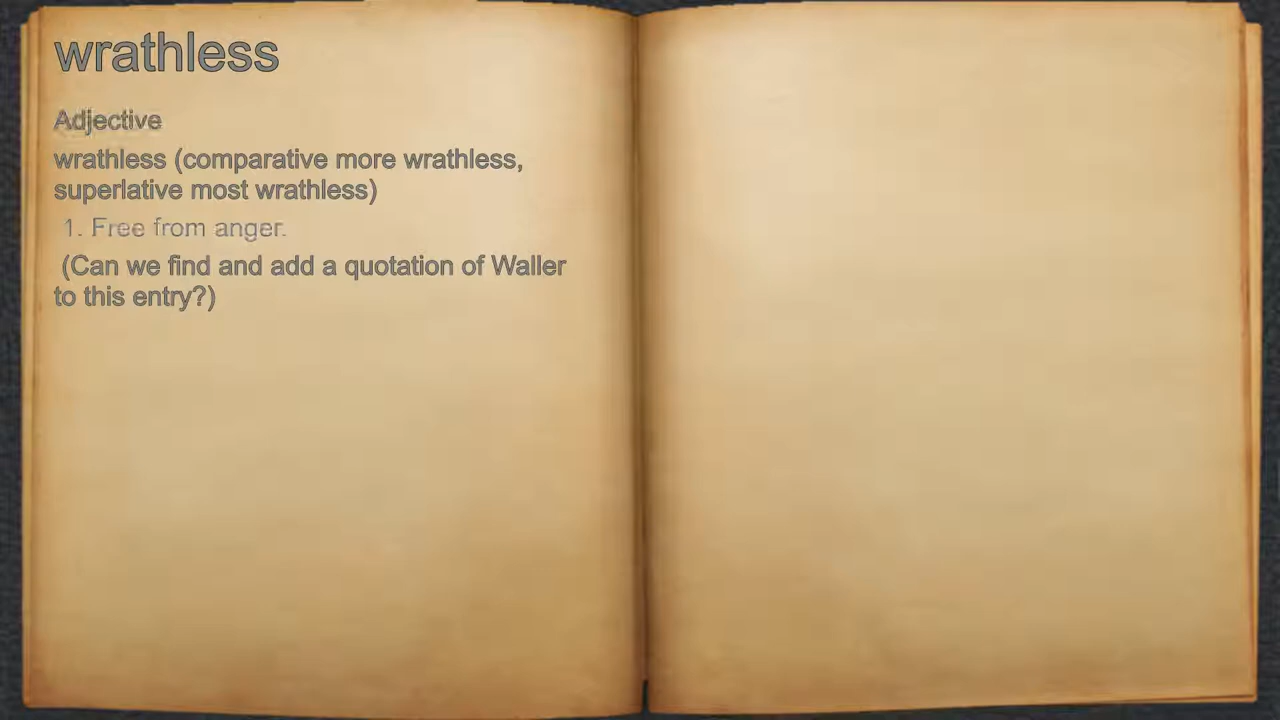 wrathless
Adjective
wrathless (comparative more wrathless,
superlative most wrathless)
1. Free from anger.
(Can we find and add a quotation of Waller
to this entry?)